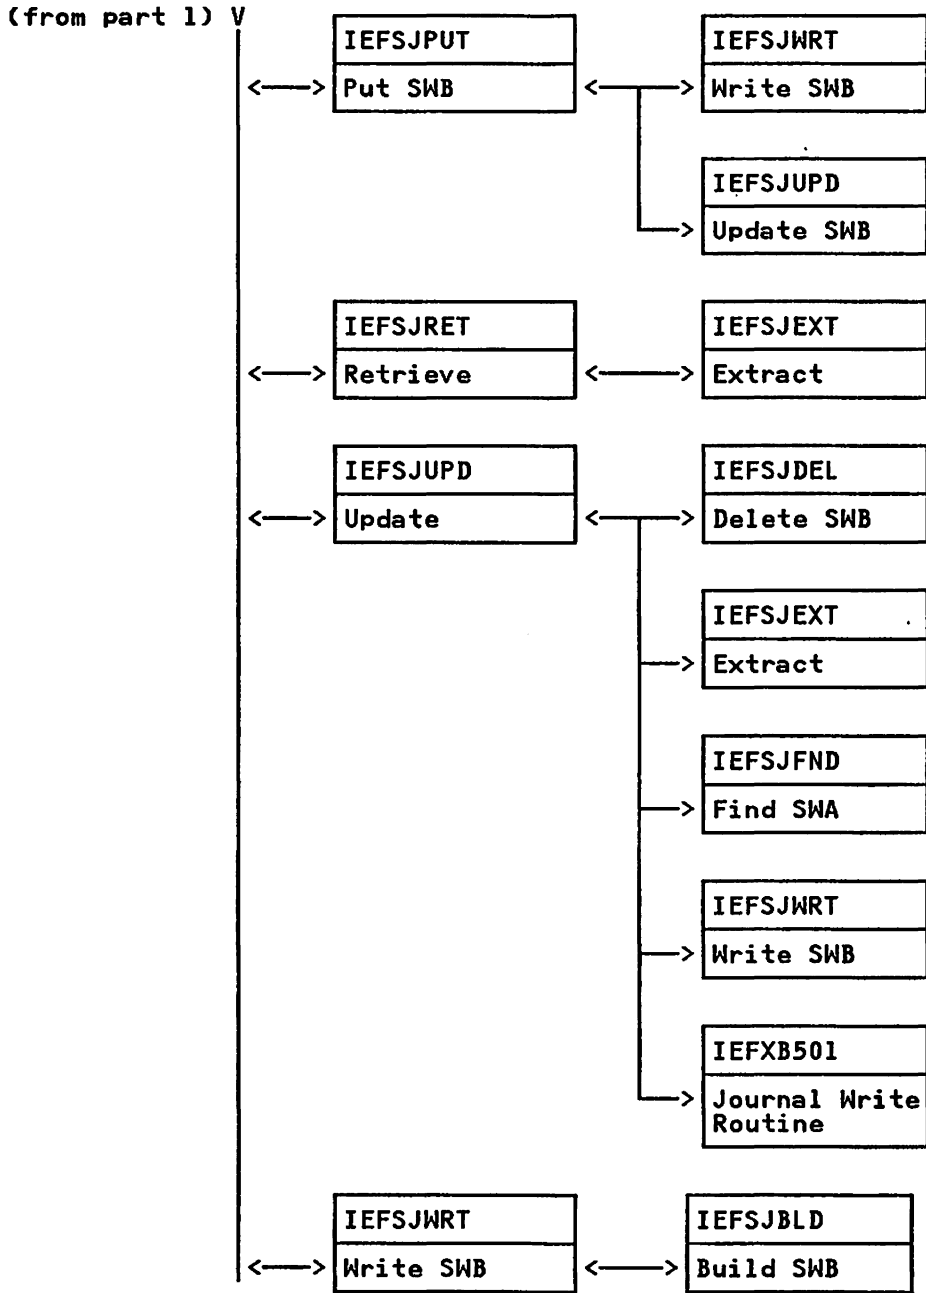 (from part 1) V
IEFSJPUT
IEFSJWRT
<---> Put SWB <---> Write SWB
IEFSJUPD
---> Update SWB
IEFSJRET
IEFSJEXT
<---> Retrieve <---> Extract
IEFSJUPD
IEFSJDEL
<---> Update <---> Delete SWB
IEFSJEXT
---> Extract
IEFSJFND
---> Find SWA
IEFSJWRT
---> Write SWB
IEFXB501
---> Journal Write
Routine
IEFSJWRT
IEFSJBLD
<---> Write SWB <---> Build SWB